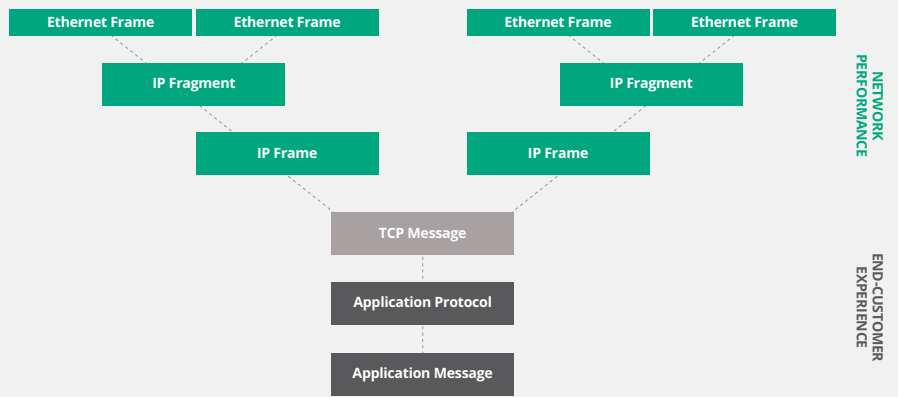 Ethernet Frame
Ethernet Frame
Ethernet Frame
Ethernet Frame
IP Fragment
IP Fragment
NETWORK
PERFORMANCE
IP Frame
IP Frame
TCP Message
END-CUSTOMER
EXPERIENCE
Application Protocol
Application Message